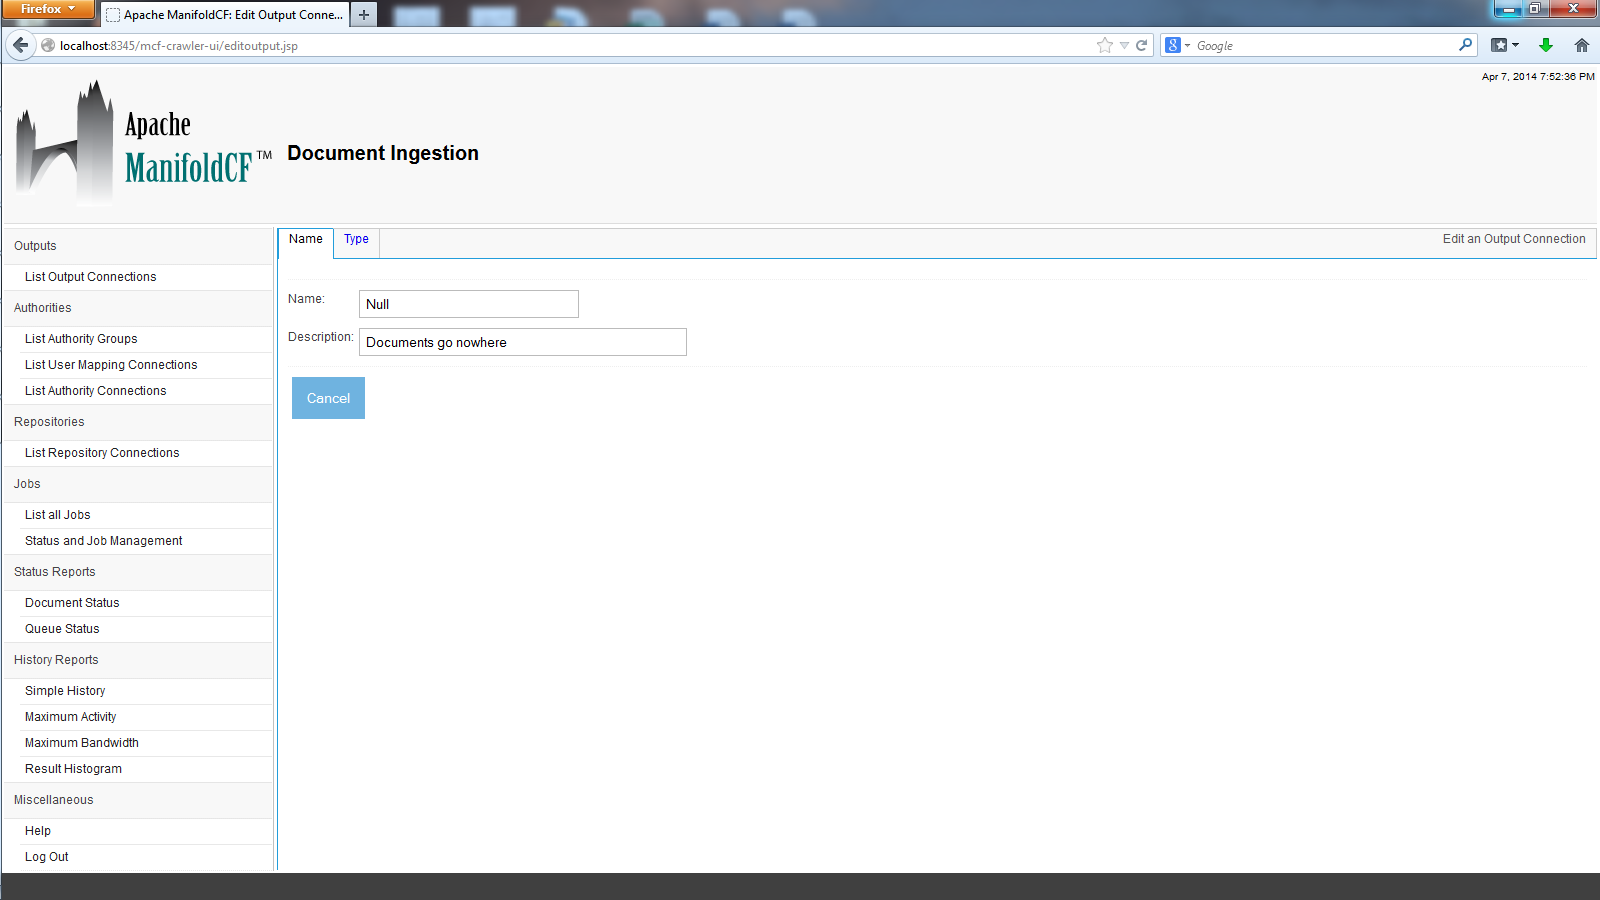 Firefox
Apache ManifoldCF: Edit Output Conne...
localhost:8345/mcf-crawler-ui/editoutput.jsp
Google
Apr 7, 2014 7:52:36 PM
Apache
ManifoldCF™
Document Ingestion
Outputs
List Output Connections
Authorities
List Authority Groups
List User Mapping Connections
List Authority Connections
Repositories
List Repository Connections
Jobs
List all Jobs
Status and Job Management
Status Reports
Document Status
Queue Status
History Reports
Simple History
Maximum Activity
Maximum Bandwidth
Result Histogram
Miscellaneous
Help
Log Out
Name Type Edit an Output Connection
Name: Null
Description: Documents go nowhere
Cancel